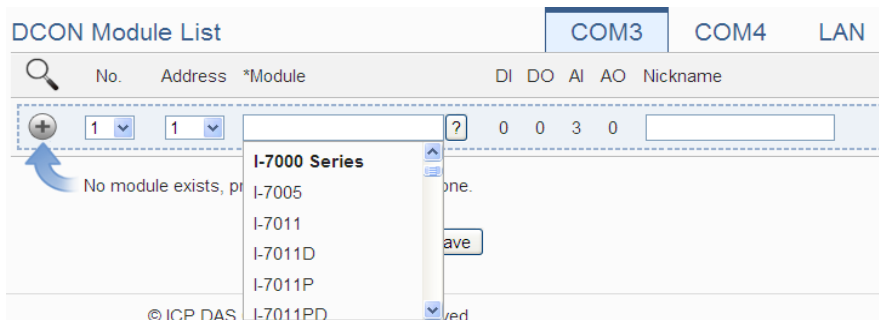 DCON Module List COM3 COM4 LAN
No. Address *Module DI DO AI AO Nickname
1 1 ? 0 0 3 0
I-7000 Series
No module exists, one.
I-7005
I-7011
I-7011D ave
I-7011P
© ICP DAS I-7011PD ved